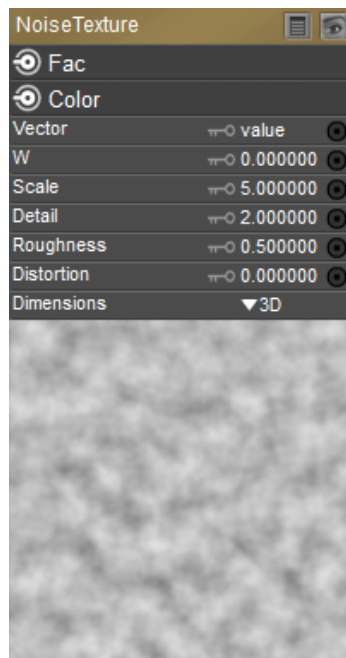 NoiseTexture
Fac
Color
Vector value
W 0.000000
Scale 5.000000
Detail 2.000000
Roughness 0.500000
Distortion 0.000000
Dimensions 3D